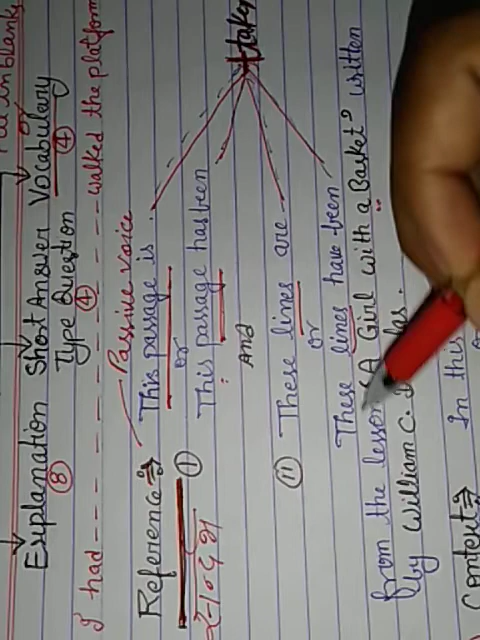 Fill in blanks
Explanation Short Answer Vocabulary
Type Question
⑧ ④ ④
I had --------- walked the platform
Passive voice
Reference ⇒ This passage is
or
① This passage has been
And
taken
ⅱ These lines are
or
These lines have been
from the lesson "A Girl with a Basket" written
by William C.
Context ⇒ In this